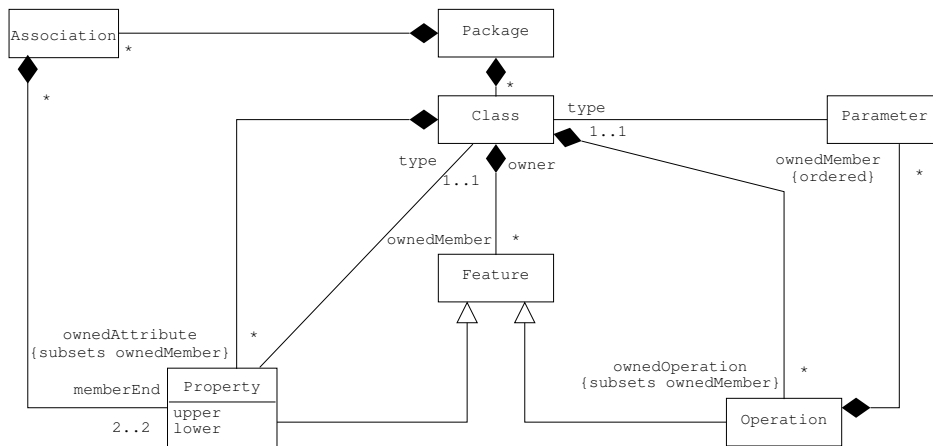 Association
Package
*
*
*
Class
type
Parameter
1..1
type
owner
ownedMember
{ordered}
*
1..1
ownedMember
*
Feature
ownedAttribute
*
{subsets ownedMember}
ownedOperation
{subsets ownedMember}
*
memberEnd
Property
upper
lower
2..2
Operation